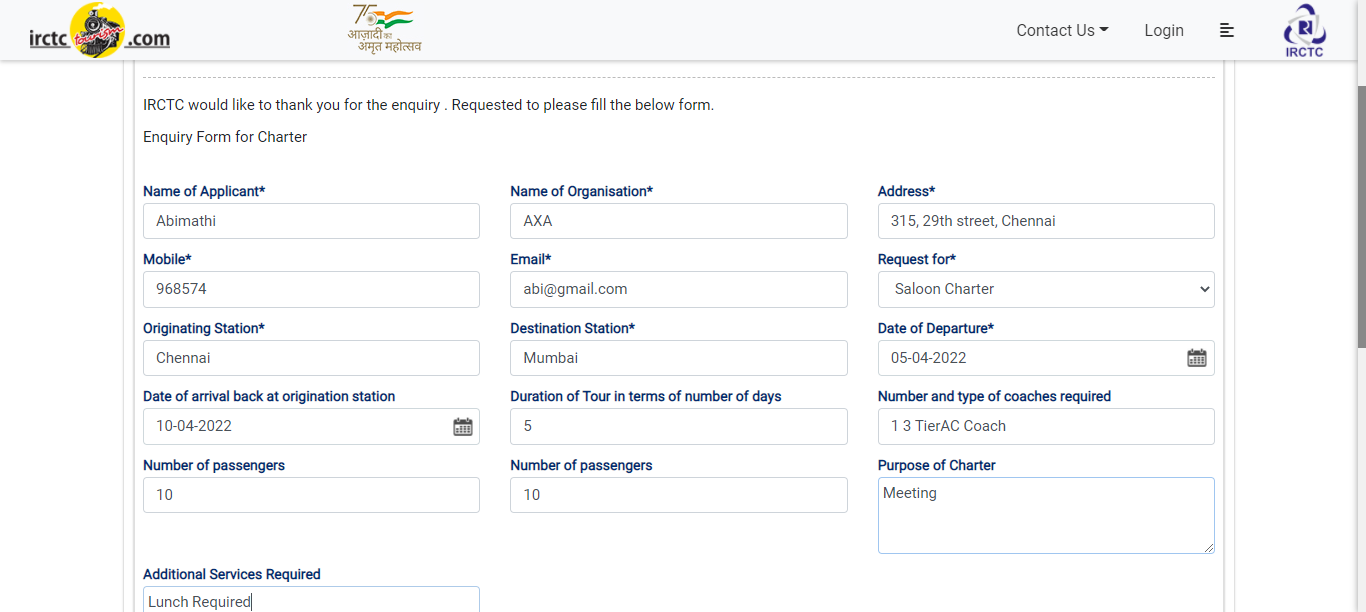 irctc tourism .com
75
आज़ादी का
अमृत महोत्सव
Contact Us
Login
IRCTC
IRCTC would like to thank you for the enquiry . Requested to please fill the below form.
Enquiry Form for Charter
Name of Applicant* Name of Organisation* Address*
Abimathi AXA 315, 29th street, Chennai
Mobile* Email* Request for*
968574 abi@gmail.com Saloon Charter
Originating Station* Destination Station* Date of Departure*
Chennai Mumbai 05-04-2022
Date of arrival back at origination station Duration of Tour in terms of number of days Number and type of coaches required
10-04-2022 5 1 3 TierAC Coach
Number of passengers Number of passengers Purpose of Charter
10 10 Meeting
Additional Services Required
Lunch Required